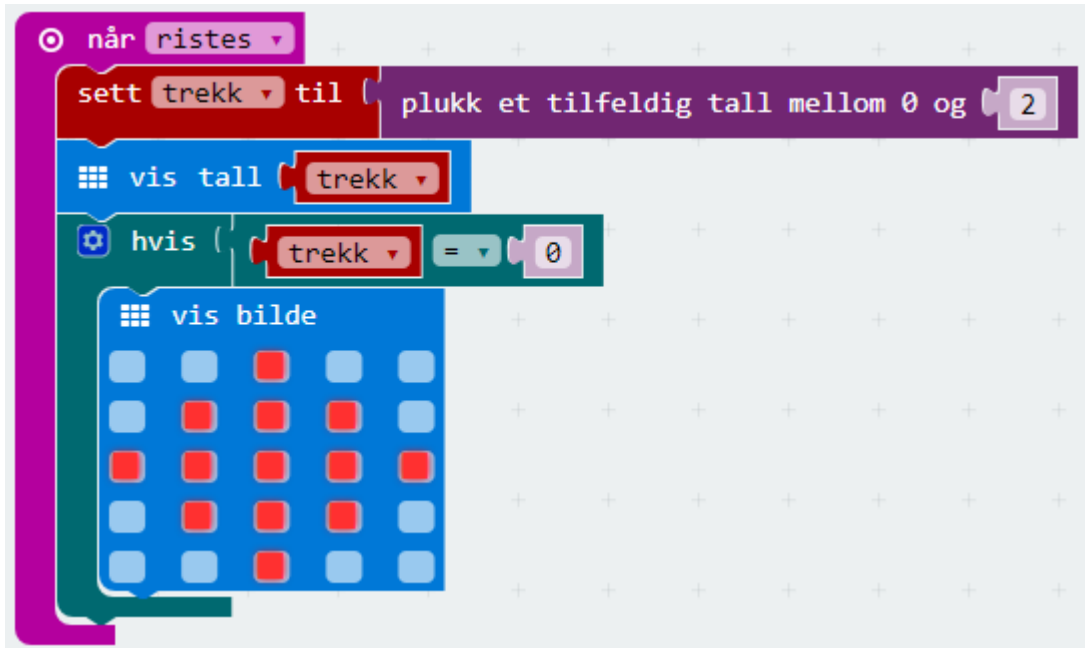 når ristes
sett trekk til plukk et tilfeldig tall mellom 0 og 2
vis tall trekk
hvis trekk = 0
vis bilde